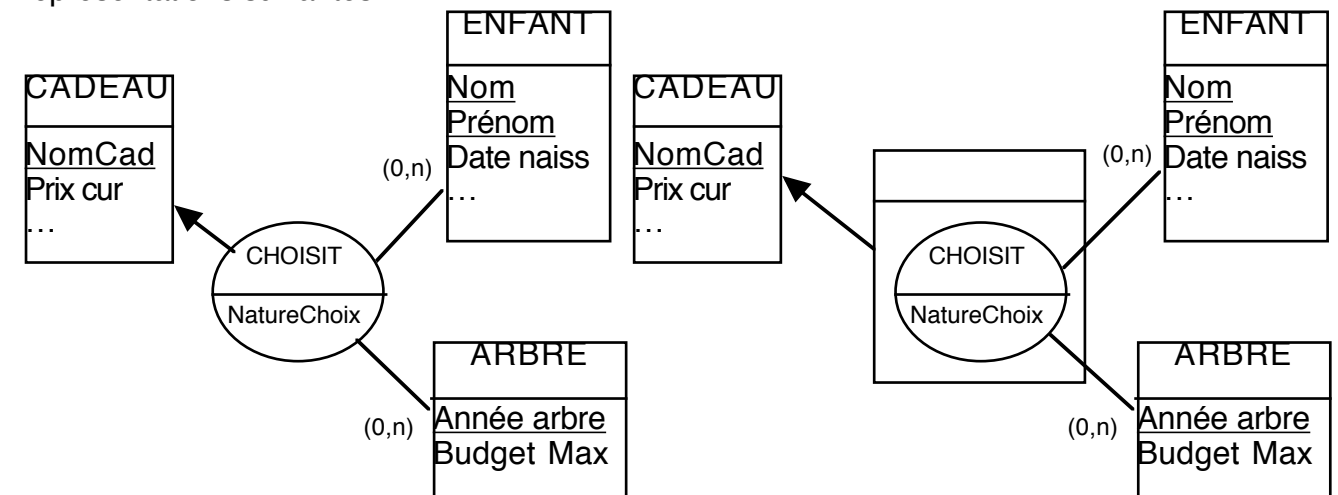 ENFANT
Nom
Prénom
Date naiss
…
CADEAU
NomCad
Prix cur
…
(0,n)
CHOISIT
NatureChoix
(0,n)
ARBRE
Année arbre
Budget Max
ENFANT
Nom
Prénom
Date naiss
…
CADEAU
NomCad
Prix cur
…
(0,n)
CHOISIT
NatureChoix
(0,n)
ARBRE
Année arbre
Budget Max